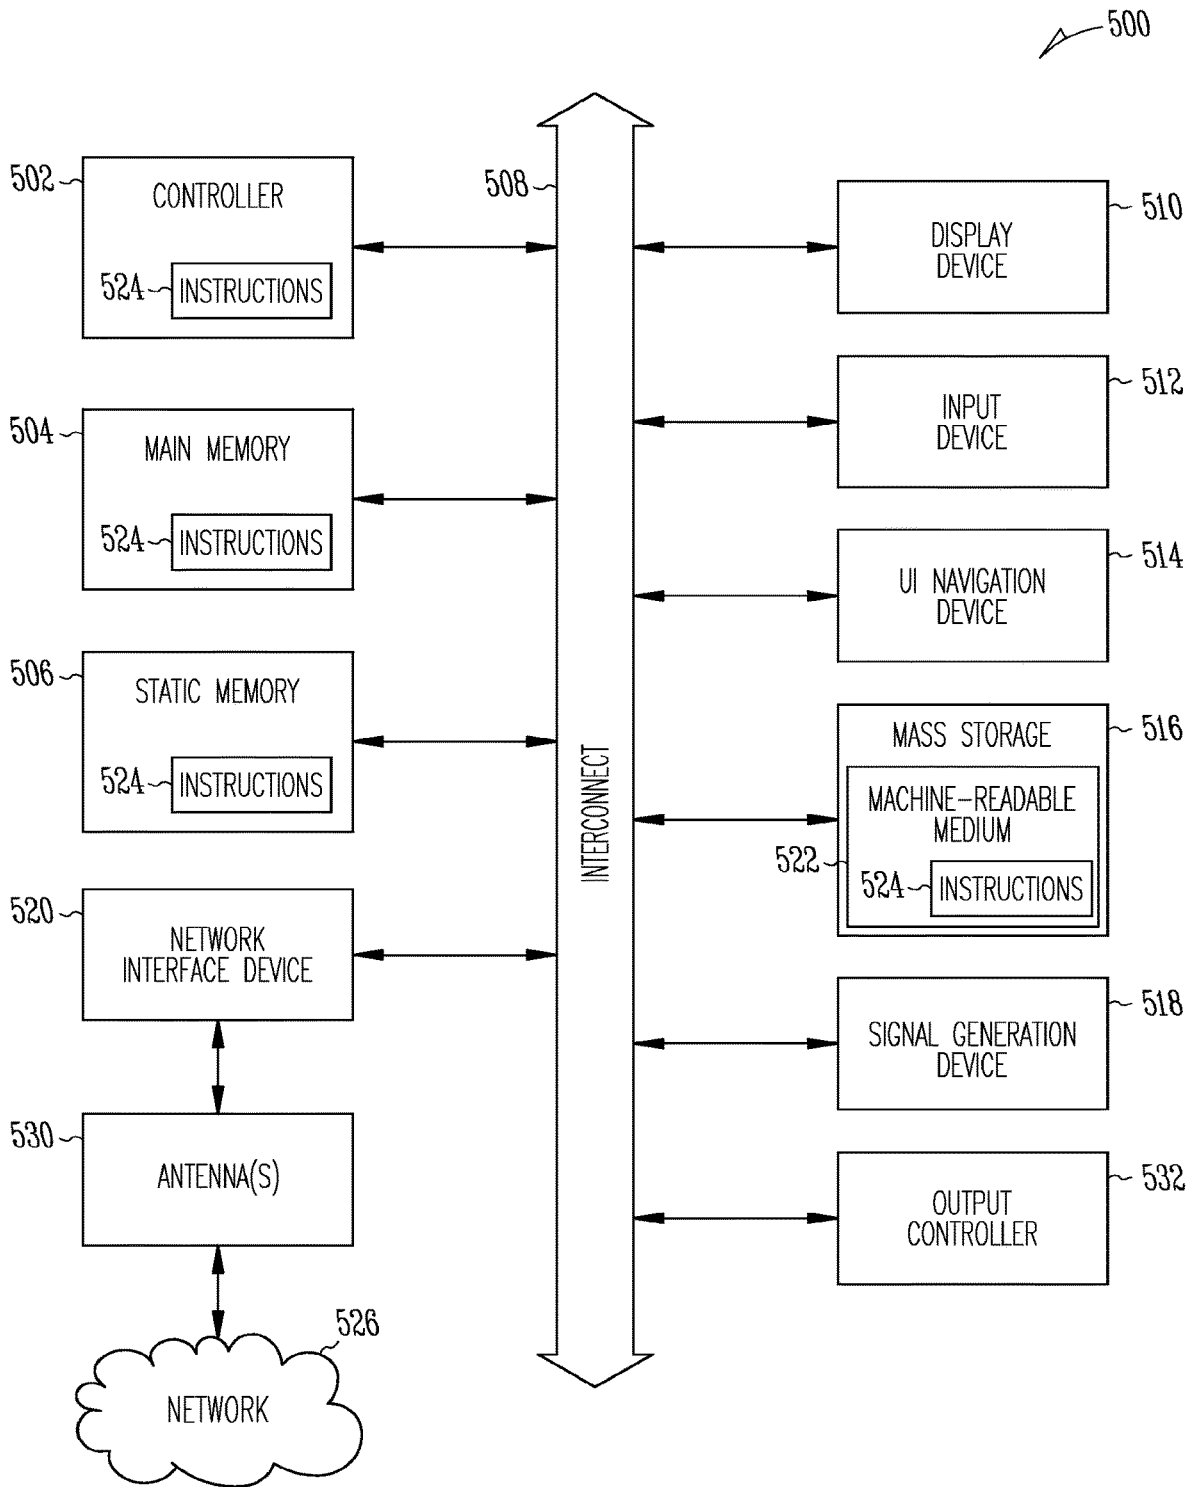 500
502
CONTROLLER
524
INSTRUCTIONS
504
MAIN MEMORY
524
INSTRUCTIONS
506
STATIC MEMORY
524
INSTRUCTIONS
520
NETWORK
INTERFACE DEVICE
530
ANTENNA(S)
526
NETWORK
508
INTERCONNECT
510
DISPLAY
DEVICE
512
INPUT
DEVICE
514
UI NAVIGATION
DEVICE
516
MASS STORAGE
MACHINE-READABLE
MEDIUM
522
524
INSTRUCTIONS
518
SIGNAL GENERATION
DEVICE
532
OUTPUT
CONTROLLER